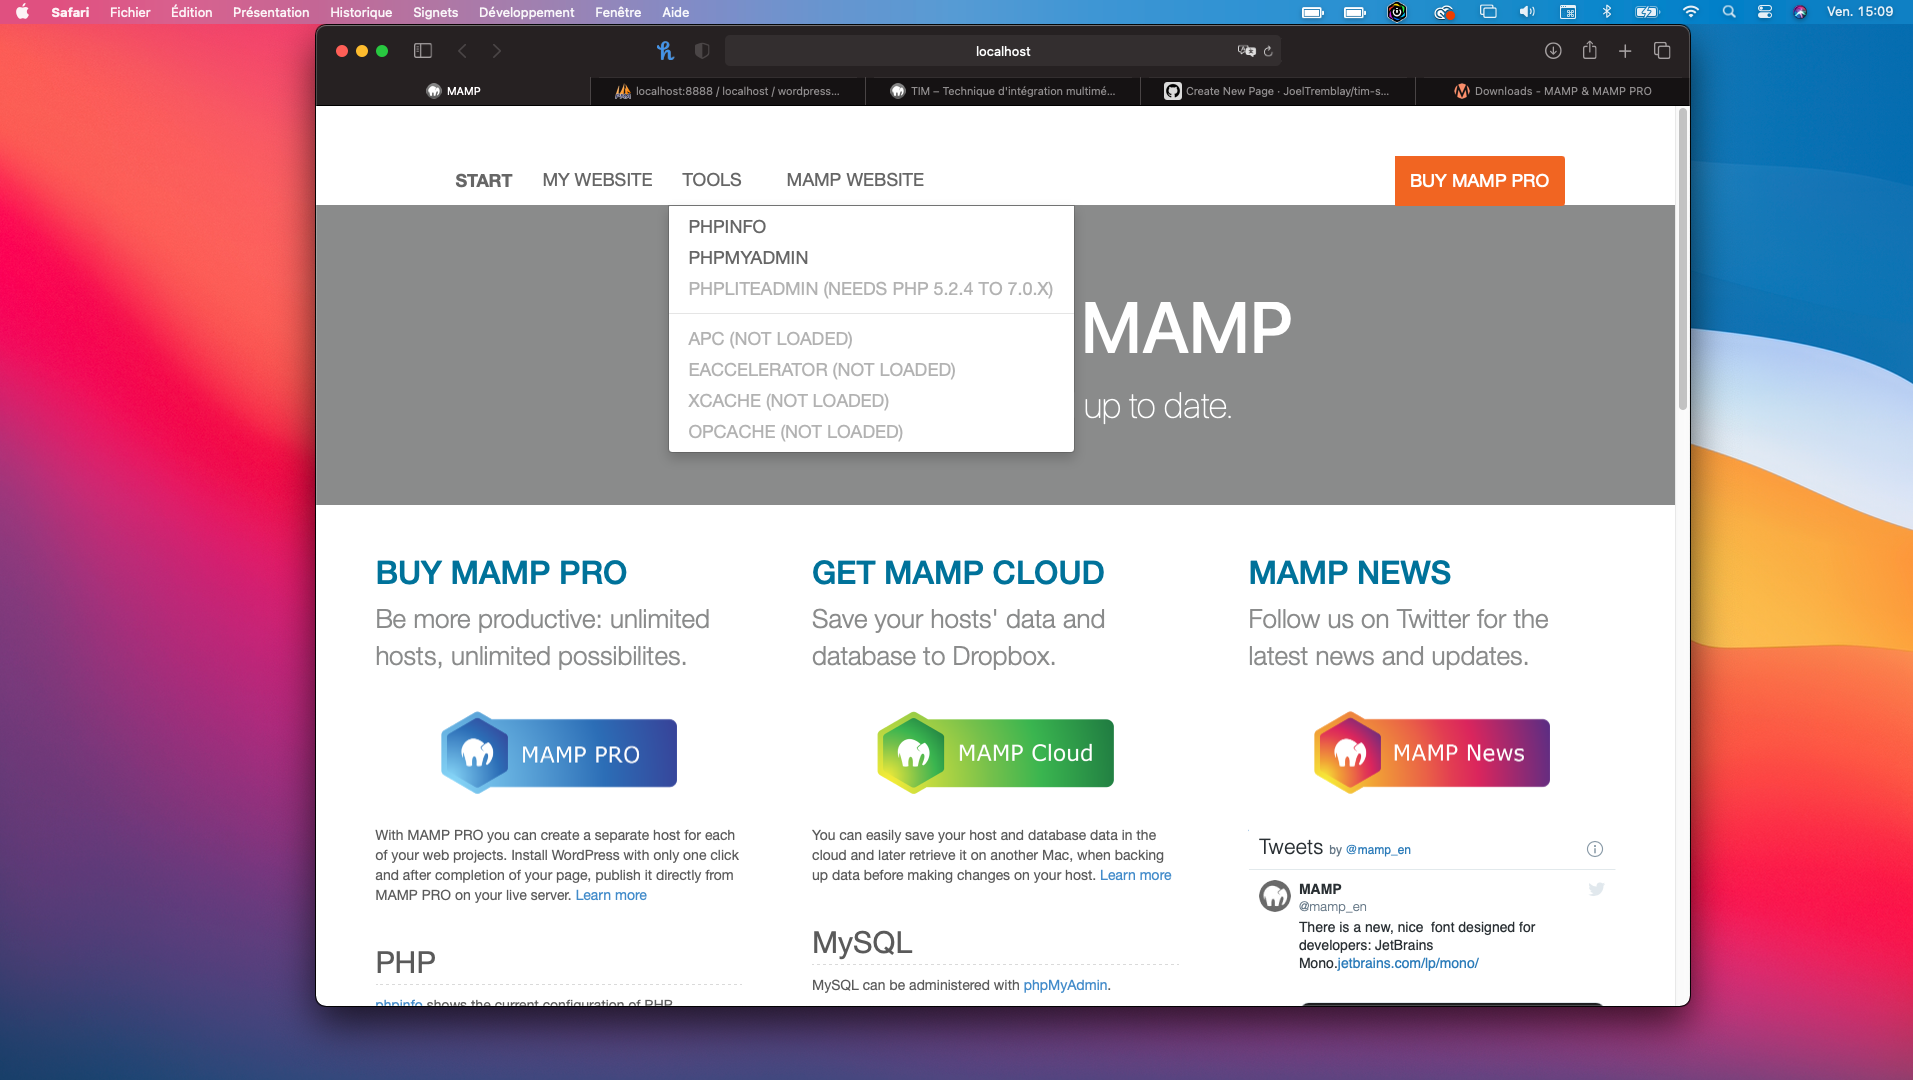 Safari Fichier Édition Présentation Historique Signets Développement Fenêtre Aide Ven. 15:09
localhost
MAMP
localhost:8888 / localhost / wordpress...
TIM – Technique d'intégration multimé...
Create New Page · JoelTremblay/tim-s...
Downloads - MAMP & MAMP PRO
START MY WEBSITE TOOLS MAMP WEBSITE BUY MAMP PRO
PHPINFO
PHPMYADMIN
PHPLITEADMIN (NEEDS PHP 5.2.4 TO 7.0.X)
APC (NOT LOADED)
EACCELERATOR (NOT LOADED)
XCACHE (NOT LOADED)
OPCACHE (NOT LOADED)
MAMP
up to date.
BUY MAMP PRO
Be more productive: unlimited
hosts, unlimited possibilites.
MAMP PRO
With MAMP PRO you can create a separate host for each
of your web projects. Install WordPress with only one click
and after completion of your page, publish it directly from
MAMP PRO on your live server. Learn more
PHP
phpinfo shows the current configuration of PHP.
GET MAMP CLOUD
Save your hosts' data and
database to Dropbox.
MAMP Cloud
You can easily save your host and database data in the
cloud and later retrieve it on another Mac, when backing
up data before making changes on your host. Learn more
MySQL
MySQL can be administered with phpMyAdmin.
MAMP NEWS
Follow us on Twitter for the
latest news and updates.
MAMP News
Tweets by @mamp_en
MAMP
@mamp_en
There is a new, nice font designed for
developers: JetBrains
Mono.jetbrains.com/lp/mono/